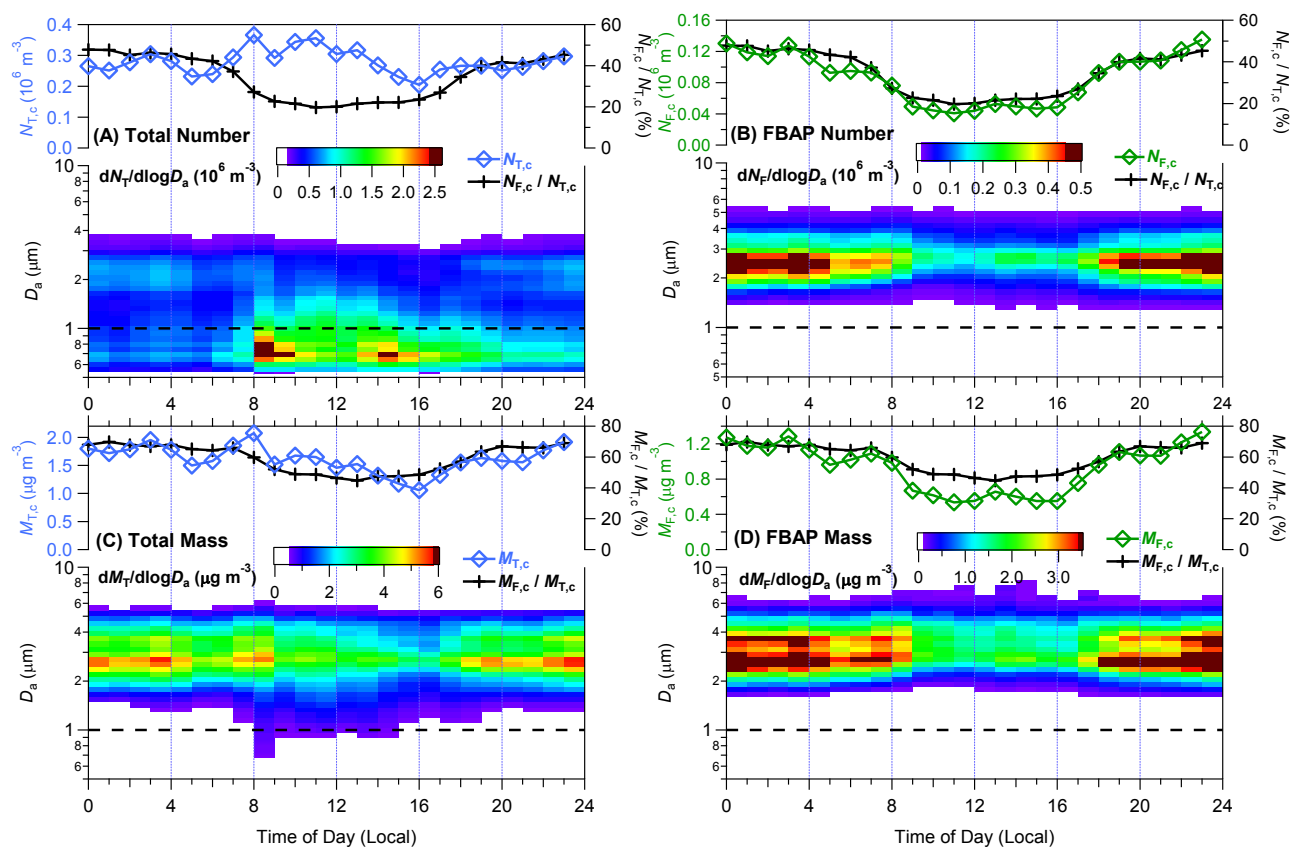 0.4
0.3
0.2
0.1
0.0
N_T,c (10^6 m^-3)
60
40
20
0
N_F,c / N_T,c (%)
(A) Total Number
N_T,c
N_F,c / N_T,c
dN_T/dlogD_a (10^6 m^-3)
0 0.5 1.0 1.5 2.0 2.5
10
8
6
4
2
1
8
6
D_a (µm)
0 4 8 12 16 20 24
0.16
0.12
0.08
0.04
0.00
N_F,c (10^6 m^-3)
60
40
20
0
N_F,c / N_T,c (%)
(B) FBAP Number
N_F,c
N_F,c / N_T,c
dN_F/dlogD_a (10^6 m^-3)
0 0.1 0.2 0.3 0.4 0.5
10
8
6
5
4
3
2
1
8
6
5
D_a (µm)
0 4 8 12 16 20 24
2.0
1.5
1.0
0.5
0.0
M_T,c (µg m^-3)
80
60
40
20
0
M_F,c / M_T,c (%)
(C) Total Mass
M_T,c
M_F,c / M_T,c
dM_T/dlogD_a (µg m^-3)
0 2 4 6
10
8
6
4
2
1
8
6
D_a (µm)
0 4 8 12 16 20 24
Time of Day (Local)
1.2
0.8
0.4
0.0
M_F,c (µg m^-3)
80
60
40
20
0
M_F,c / M_T,c (%)
(D) FBAP Mass
M_F,c
M_F,c / M_T,c
dM_F/dlogD_a (µg m^-3)
0 1.0 2.0 3.0
10
8
6
4
2
1
8
6
D_a (µm)
0 4 8 12 16 20 24
Time of Day (Local)